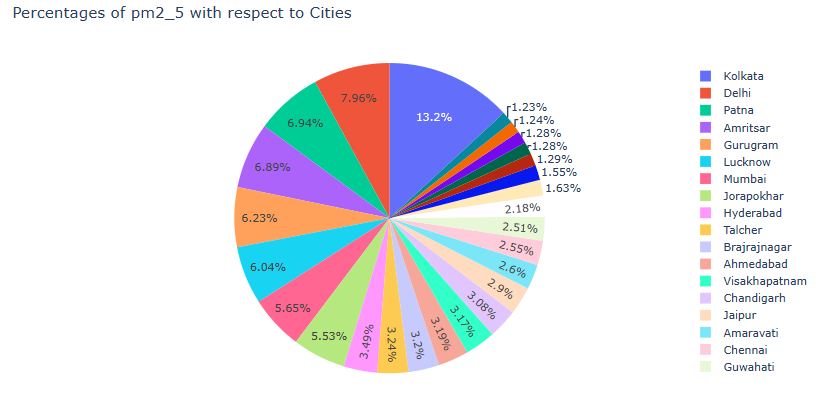 Percentages of pm2_5 with respect to Cities
13.2%
7.96%
6.94%
6.89%
6.23%
6.04%
5.65%
5.53%
3.49%
3.24%
3.2%
3.19%
3.17%
3.08%
2.9%
2.6%
2.55%
2.51%
2.18%
1.63%
1.55%
1.29%
1.28%
1.28%
1.24%
1.23%
Kolkata
Delhi
Patna
Amritsar
Gurugram
Lucknow
Mumbai
Jorapokhar
Hyderabad
Talcher
Brajrajnagar
Ahmedabad
Visakhapatnam
Chandigarh
Jaipur
Amaravati
Chennai
Guwahati